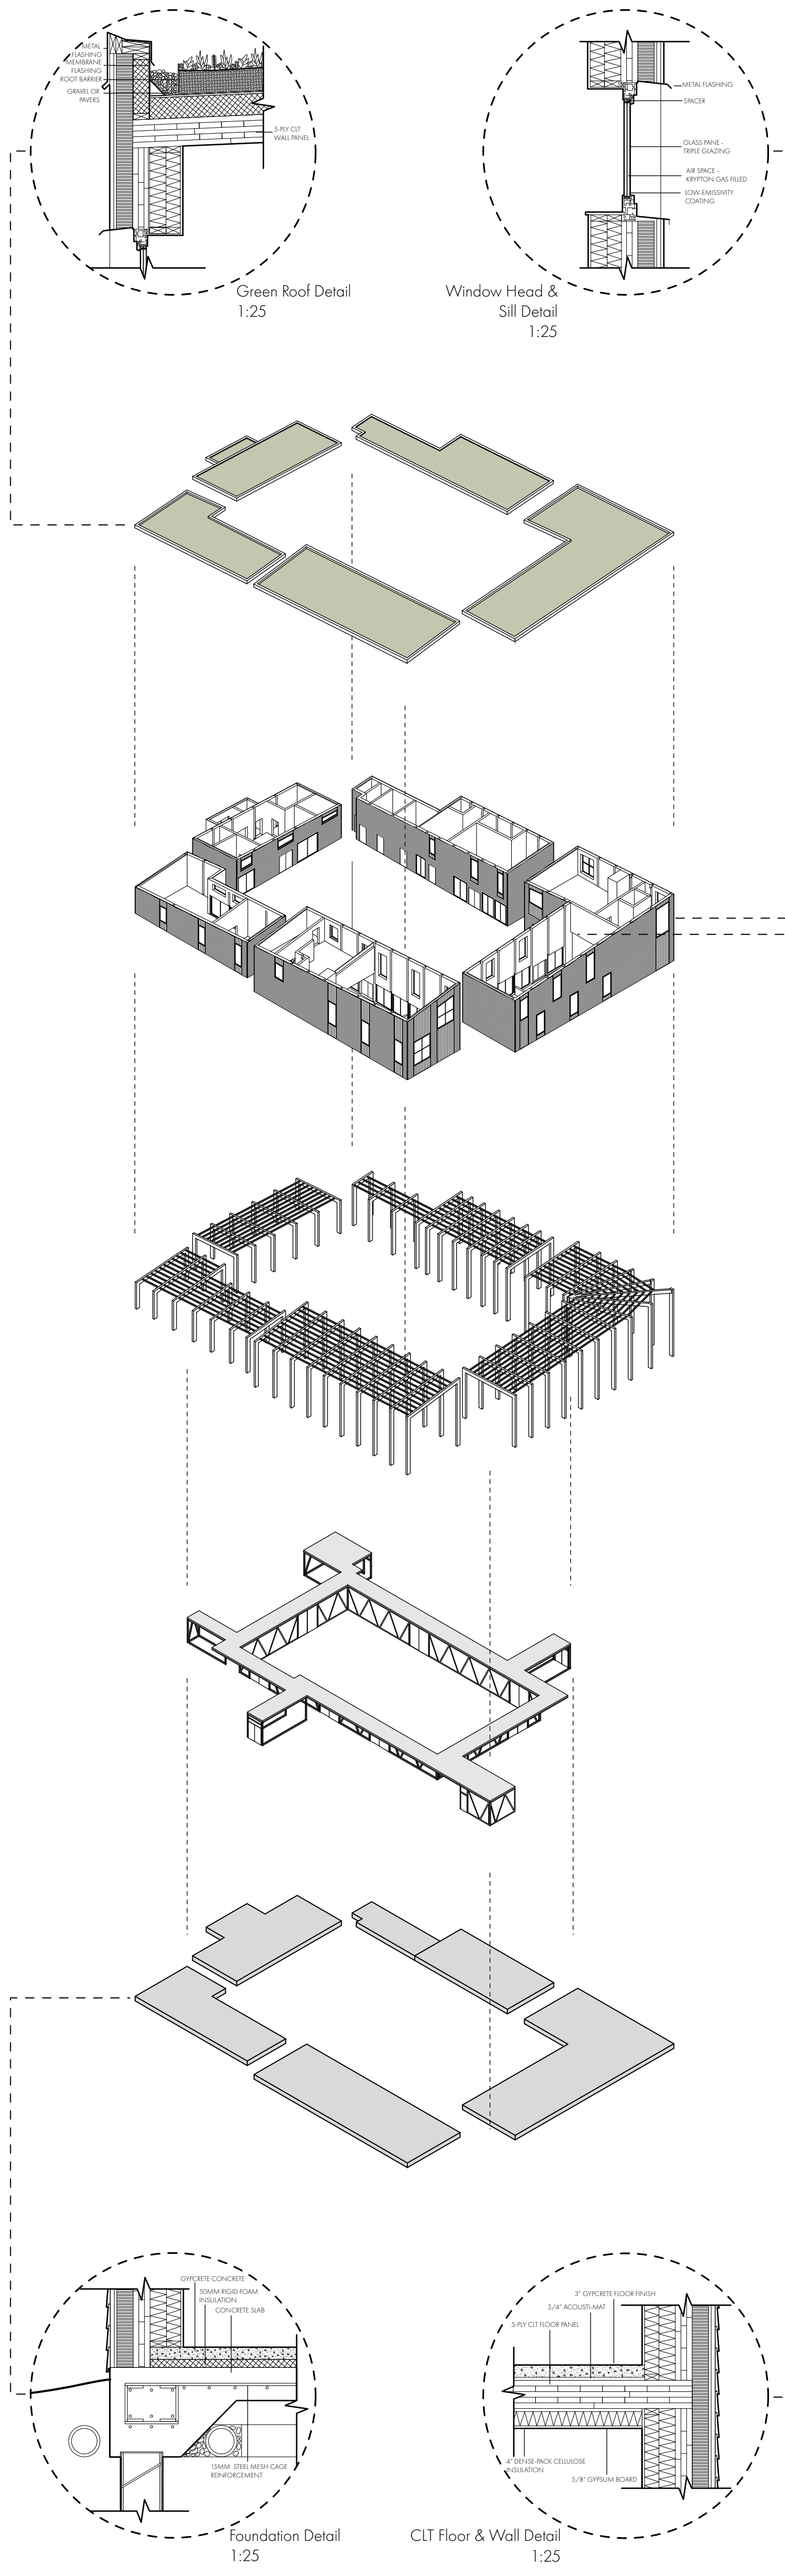 METAL
FLASHING
MEMBRANE
FLASHING
ROOT BARRIER
GRAVEL OR
PAVERS
5-PLY CLT
WALL PANEL
Green Roof Detail
1:25
METAL FLASHING
SPACER
GLASS PANE -
TRIPLE GLAZING
AIR SPACE -
KRYPTON GAS FILLED
LOW-EMISSIVITY
COATING
Window Head &
Sill Detail
1:25
GYPCRETE CONCRETE
50MM RIGID FOAM
INSULATION
CONCRETE SLAB
15MM STEEL MESH CAGE
REINFORCEMENT
Foundation Detail
1:25
3" GYPCRETE FLOOR FINISH
3/4" ACOUSTI-MAT
5-PLY CLT FLOOR PANEL
4" DENSE-PACK CELLULOSE
INSULATION
5/8" GYPSUM BOARD
CLT Floor & Wall Detail
1:25